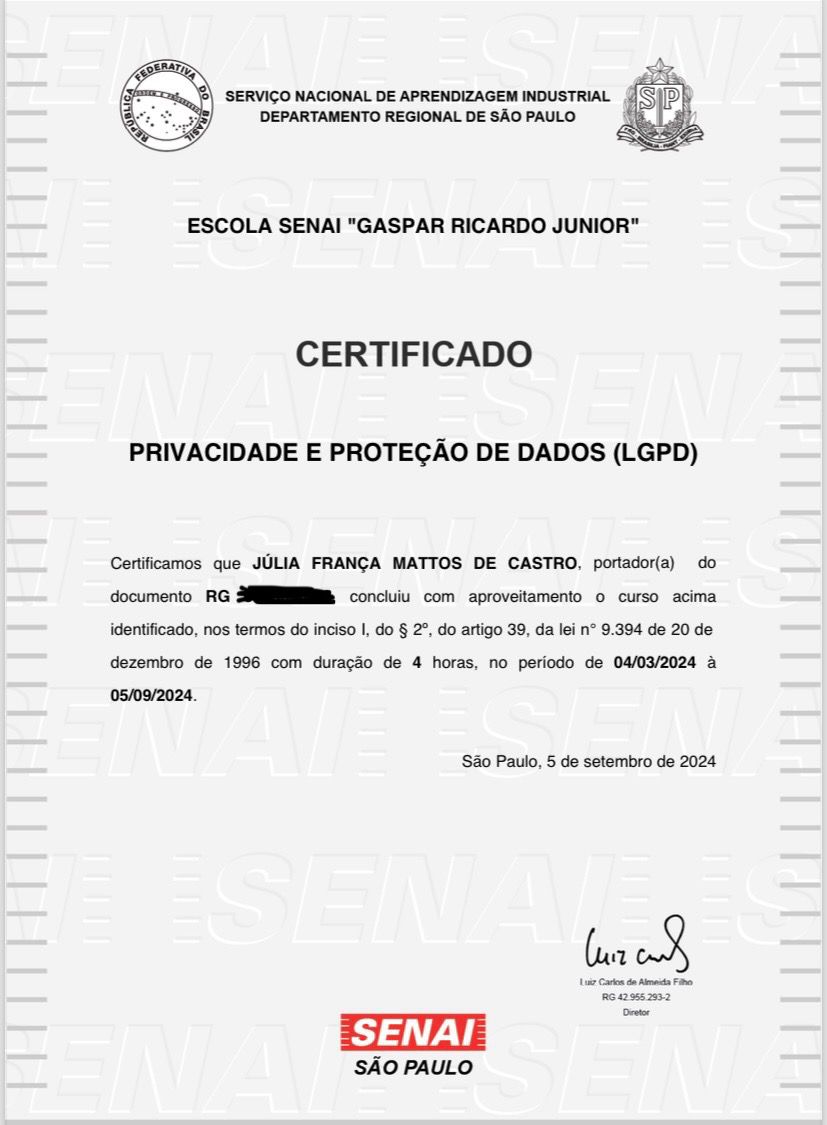 REPÚBLICA FEDERATIVA DO BRASIL
ORDEM E PROGRESSO
SERVIÇO NACIONAL DE APRENDIZAGEM INDUSTRIAL
DEPARTAMENTO REGIONAL DE SÃO PAULO
SP
ESCOLA SENAI "GASPAR RICARDO JUNIOR"
CERTIFICADO
PRIVACIDADE E PROTEÇÃO DE DADOS (LGPD)
Certificamos que JÚLIA FRANÇA MATTOS DE CASTRO, portador(a) do
documento RG concluiu com aproveitamento o curso acima
identificado, nos termos do inciso I, do § 2º, do artigo 39, da lei n° 9.394 de 20 de
dezembro de 1996 com duração de 4 horas, no período de 04/03/2024 à
05/09/2024.
São Paulo, 5 de setembro de 2024
Luiz Carlos de Almeida Filho
RG 42.955.293-2
Diretor
SENAI
SÃO PAULO